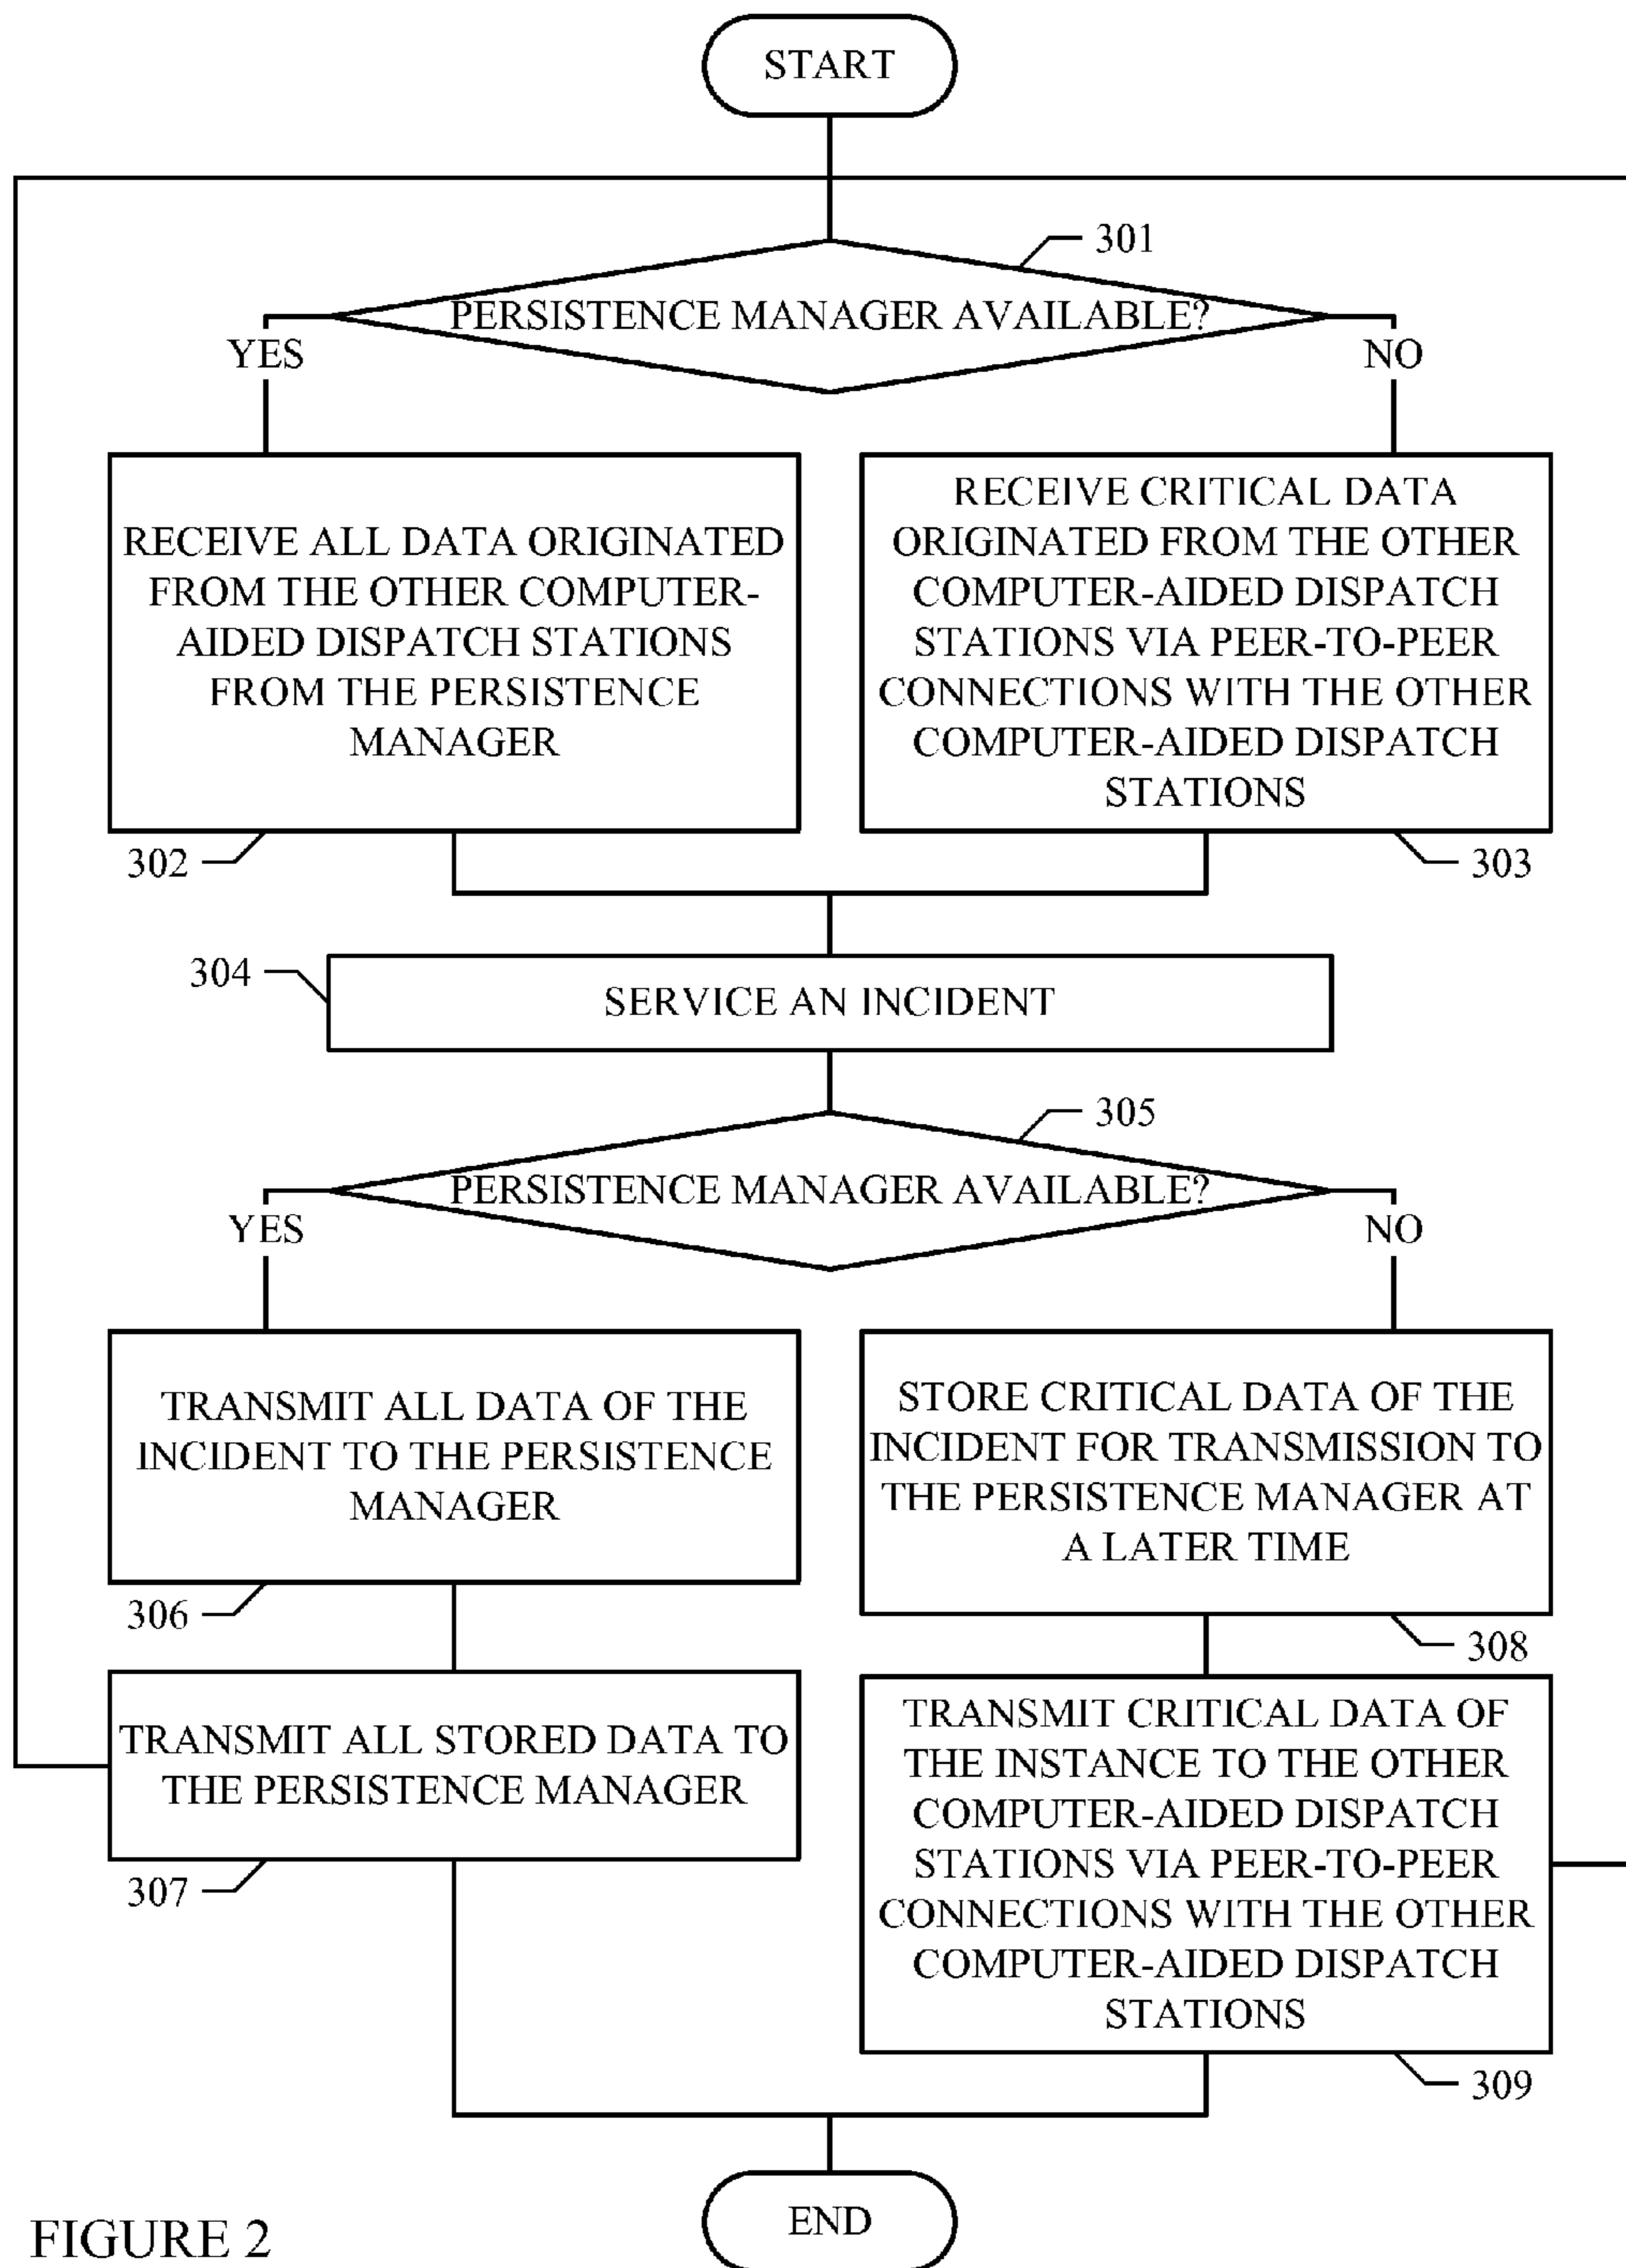 START
301
PERSISTENCE MANAGER AVAILABLE?
YES
NO
RECEIVE ALL DATA ORIGINATED
FROM THE OTHER COMPUTER-
AIDED DISPATCH STATIONS
FROM THE PERSISTENCE
MANAGER
302
RECEIVE CRITICAL DATA
ORIGINATED FROM THE OTHER
COMPUTER-AIDED DISPATCH
STATIONS VIA PEER-TO-PEER
CONNECTIONS WITH THE OTHER
COMPUTER-AIDED DISPATCH
STATIONS
303
304
SERVICE AN INCIDENT
305
PERSISTENCE MANAGER AVAILABLE?
YES
NO
TRANSMIT ALL DATA OF THE
INCIDENT TO THE PERSISTENCE
MANAGER
306
STORE CRITICAL DATA OF THE
INCIDENT FOR TRANSMISSION TO
THE PERSISTENCE MANAGER AT
A LATER TIME
308
TRANSMIT ALL STORED DATA TO
THE PERSISTENCE MANAGER
307
TRANSMIT CRITICAL DATA OF
THE INSTANCE TO THE OTHER
COMPUTER-AIDED DISPATCH
STATIONS VIA PEER-TO-PEER
CONNECTIONS WITH THE OTHER
COMPUTER-AIDED DISPATCH
STATIONS
309
END
FIGURE 2